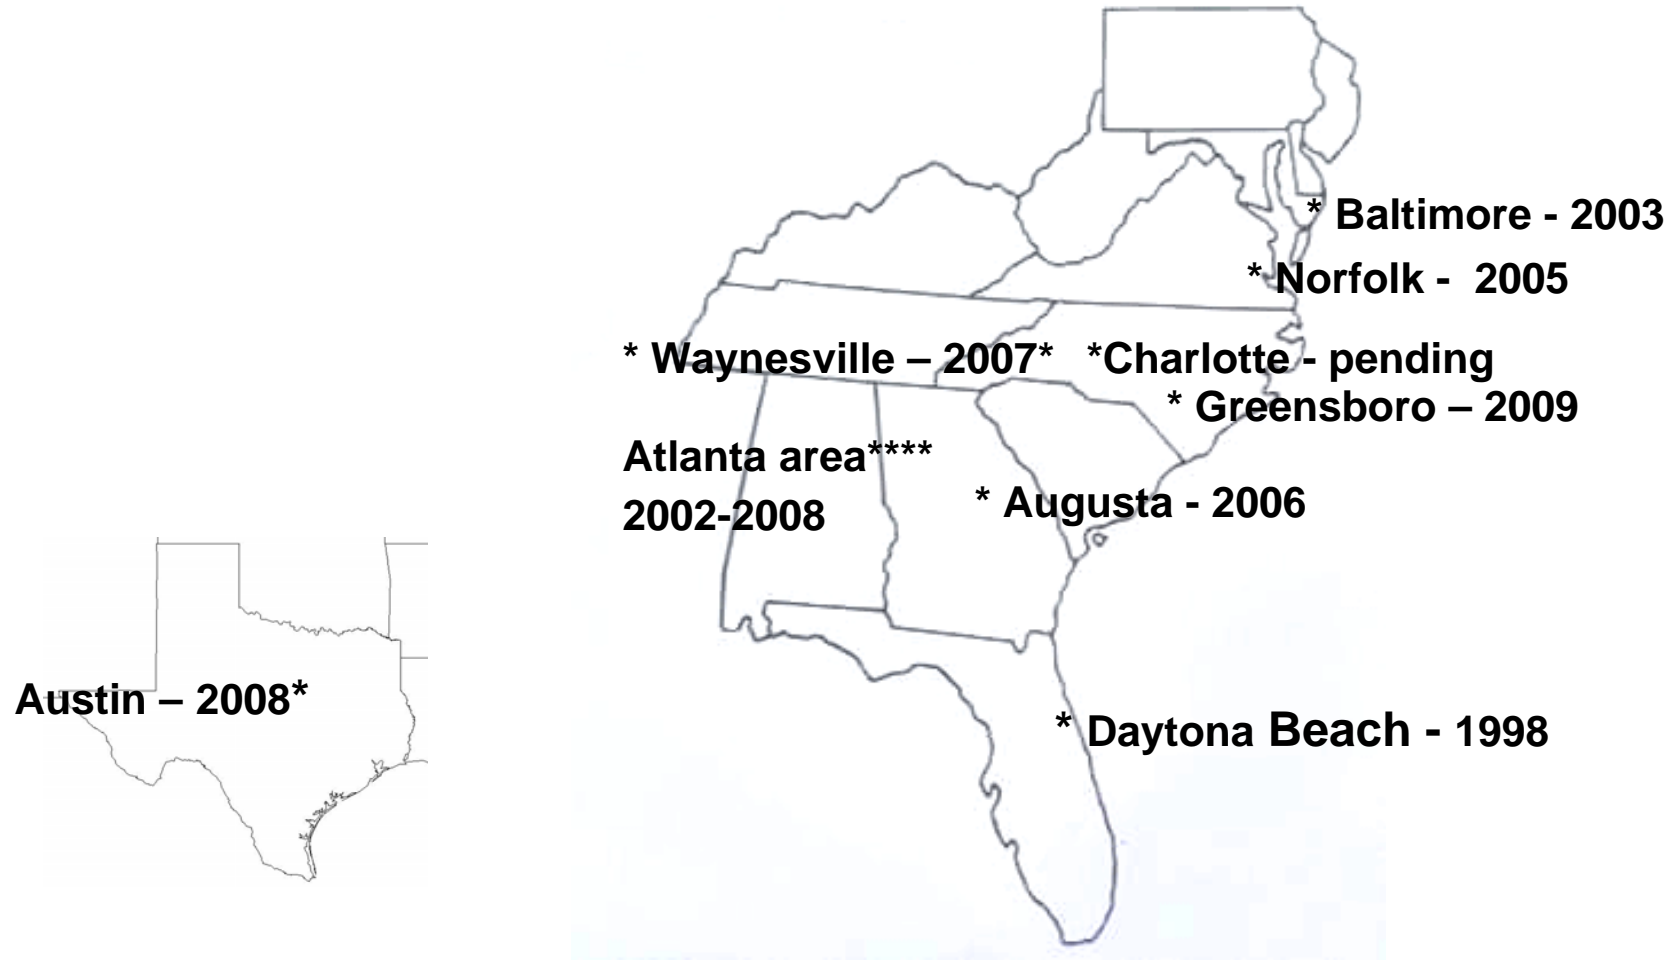 * Baltimore - 2003
* Norfolk - 2005
* Waynesville – 2007* *Charlotte - pending
* Greensboro – 2009
Atlanta area****
2002-2008
* Augusta - 2006
Austin – 2008*
* Daytona Beach - 1998